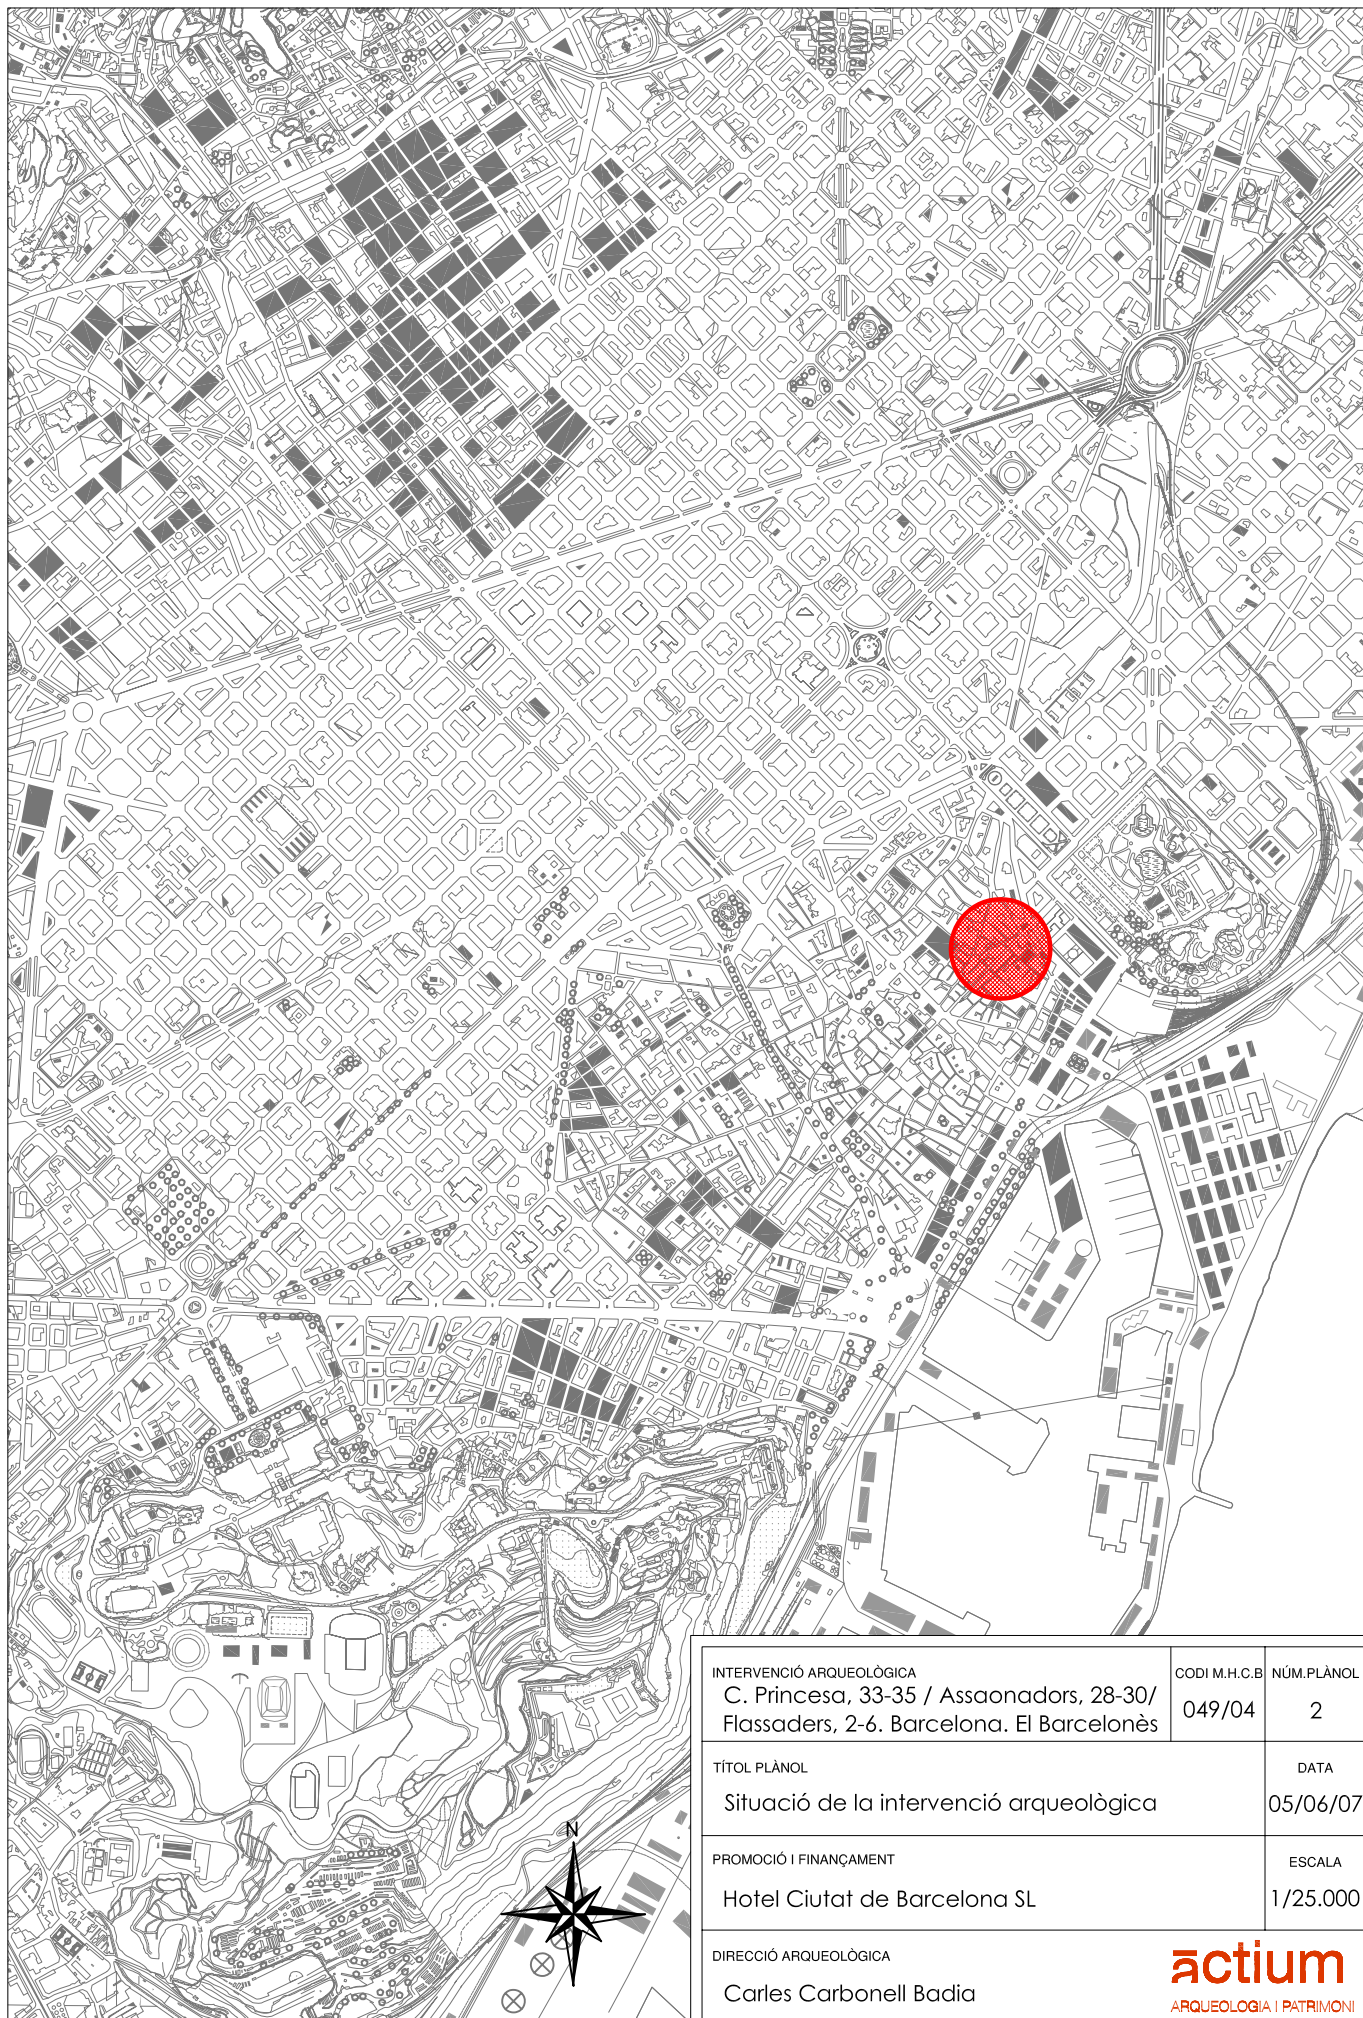 INTERVENCIÓ ARQUEOLÒGICA
C. Princesa, 33-35 / Assaonadors, 28-30/
Flassaders, 2-6. Barcelona. El Barcelonès
CODI M.H.C.B
049/04
NÚM.PLÀNOL
2
TÍTOL PLÀNOL
Situació de la intervenció arqueològica
DATA
05/06/07
PROMOCIÓ I FINANÇAMENT
Hotel Ciutat de Barcelona SL
ESCALA
1/25.000
DIRECCIÓ ARQUEOLÒGICA
Carles Carbonell Badia
actium
ARQUEOLOGIA I PATRIMONI
N